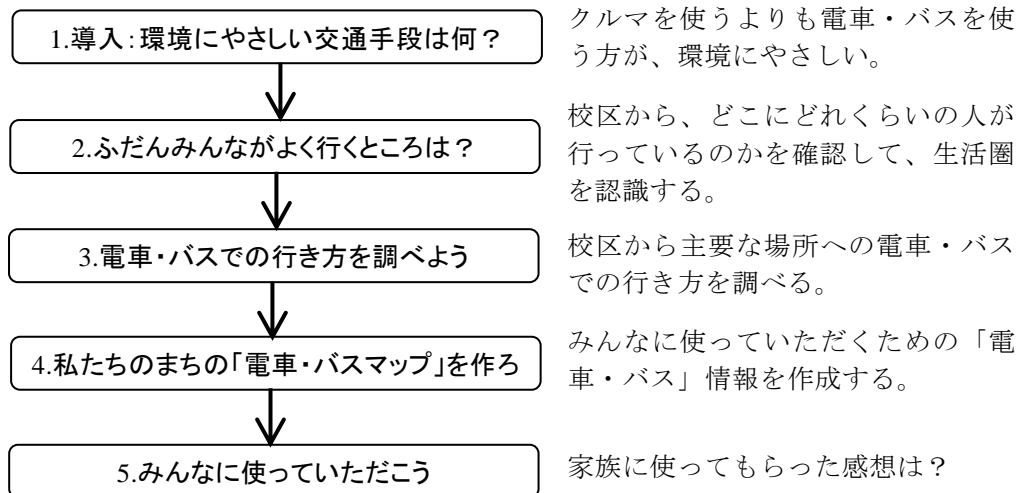 1.導入:環境にやさしい交通手段は何？
クルマを使うよりも電車・バスを使
う方が、環境にやさしい。
2.ふだんみんながよく行くところは？
校区から、どこにどれくらいの人が
行っているのかを確認して、生活圏
を認識する。
3.電車・バスでの行き方を調べよう
校区から主要な場所への電車・バス
での行き方を調べる。
4.私たちのまちの「電車・バスマップ」を作ろ
みんなに使っていただくための「電
車・バス」情報を作成する。
5.みんなに使っていただこう
家族に使ってもらった感想は？